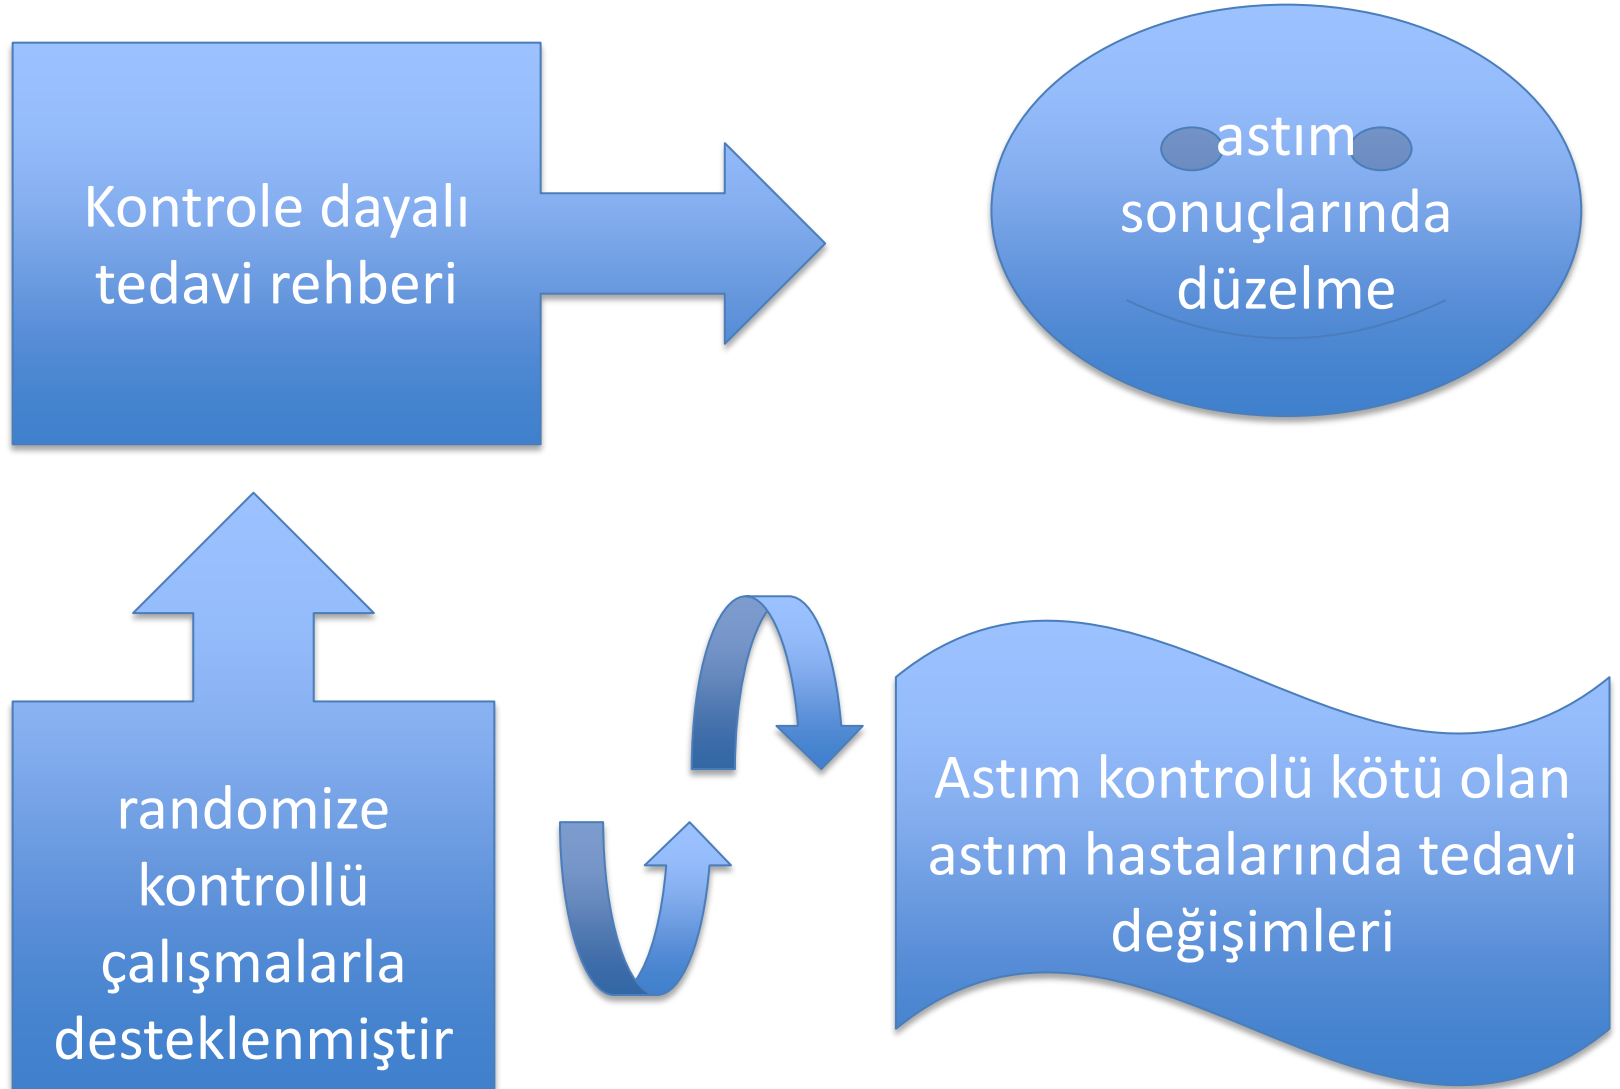 Kontrole dayalı
tedavi rehberi
astım
sonuçlarında
düzelme
randomize
kontrollü
çalışmalarla
desteklenmiştir
Astım kontrolü kötü olan
astım hastalarında tedavi
değişimleri